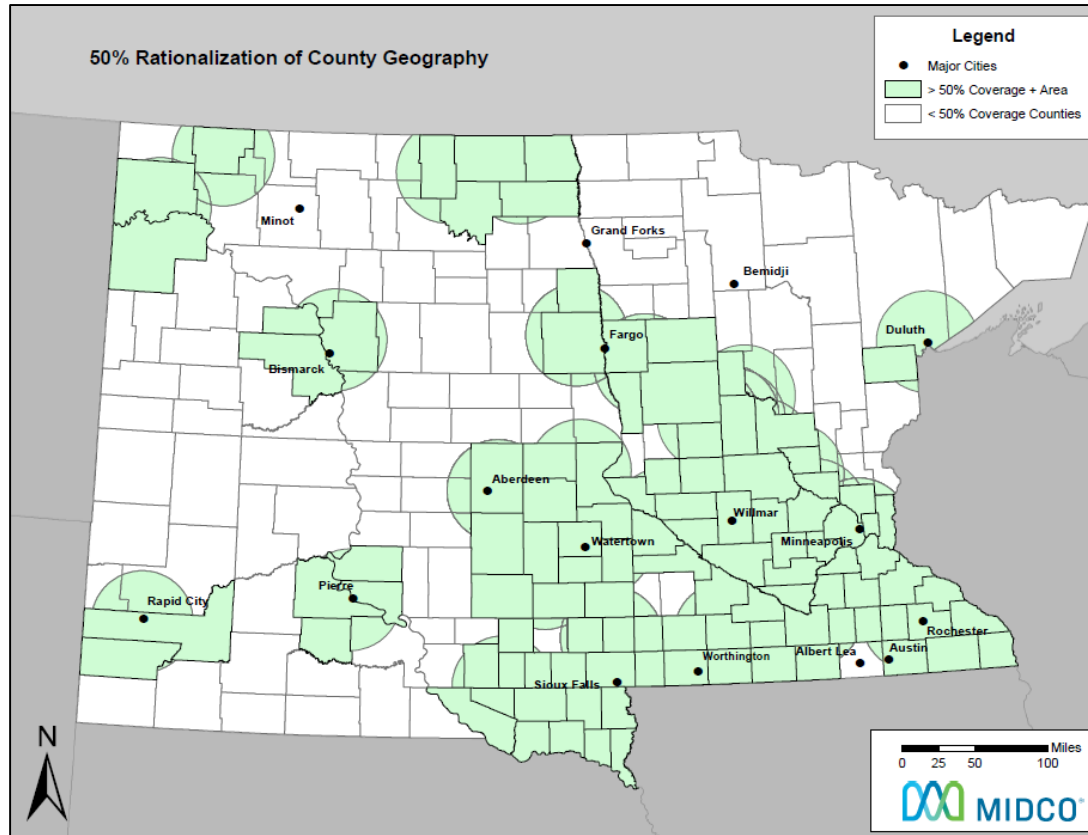 50% Rationalization of County Geography
Legend
Major Cities
> 50% Coverage + Area
< 50% Coverage Counties
Minot
Grand Forks
Bemidji
Duluth
Fargo
Bismarck
Aberdeen
Willmar
Watertown
Minneapolis
Pierre
Rapid City
Rochester
Albert Lea
Austin
Worthington
Sioux Falls
N
Miles
0 25 50 100
MIDCO®